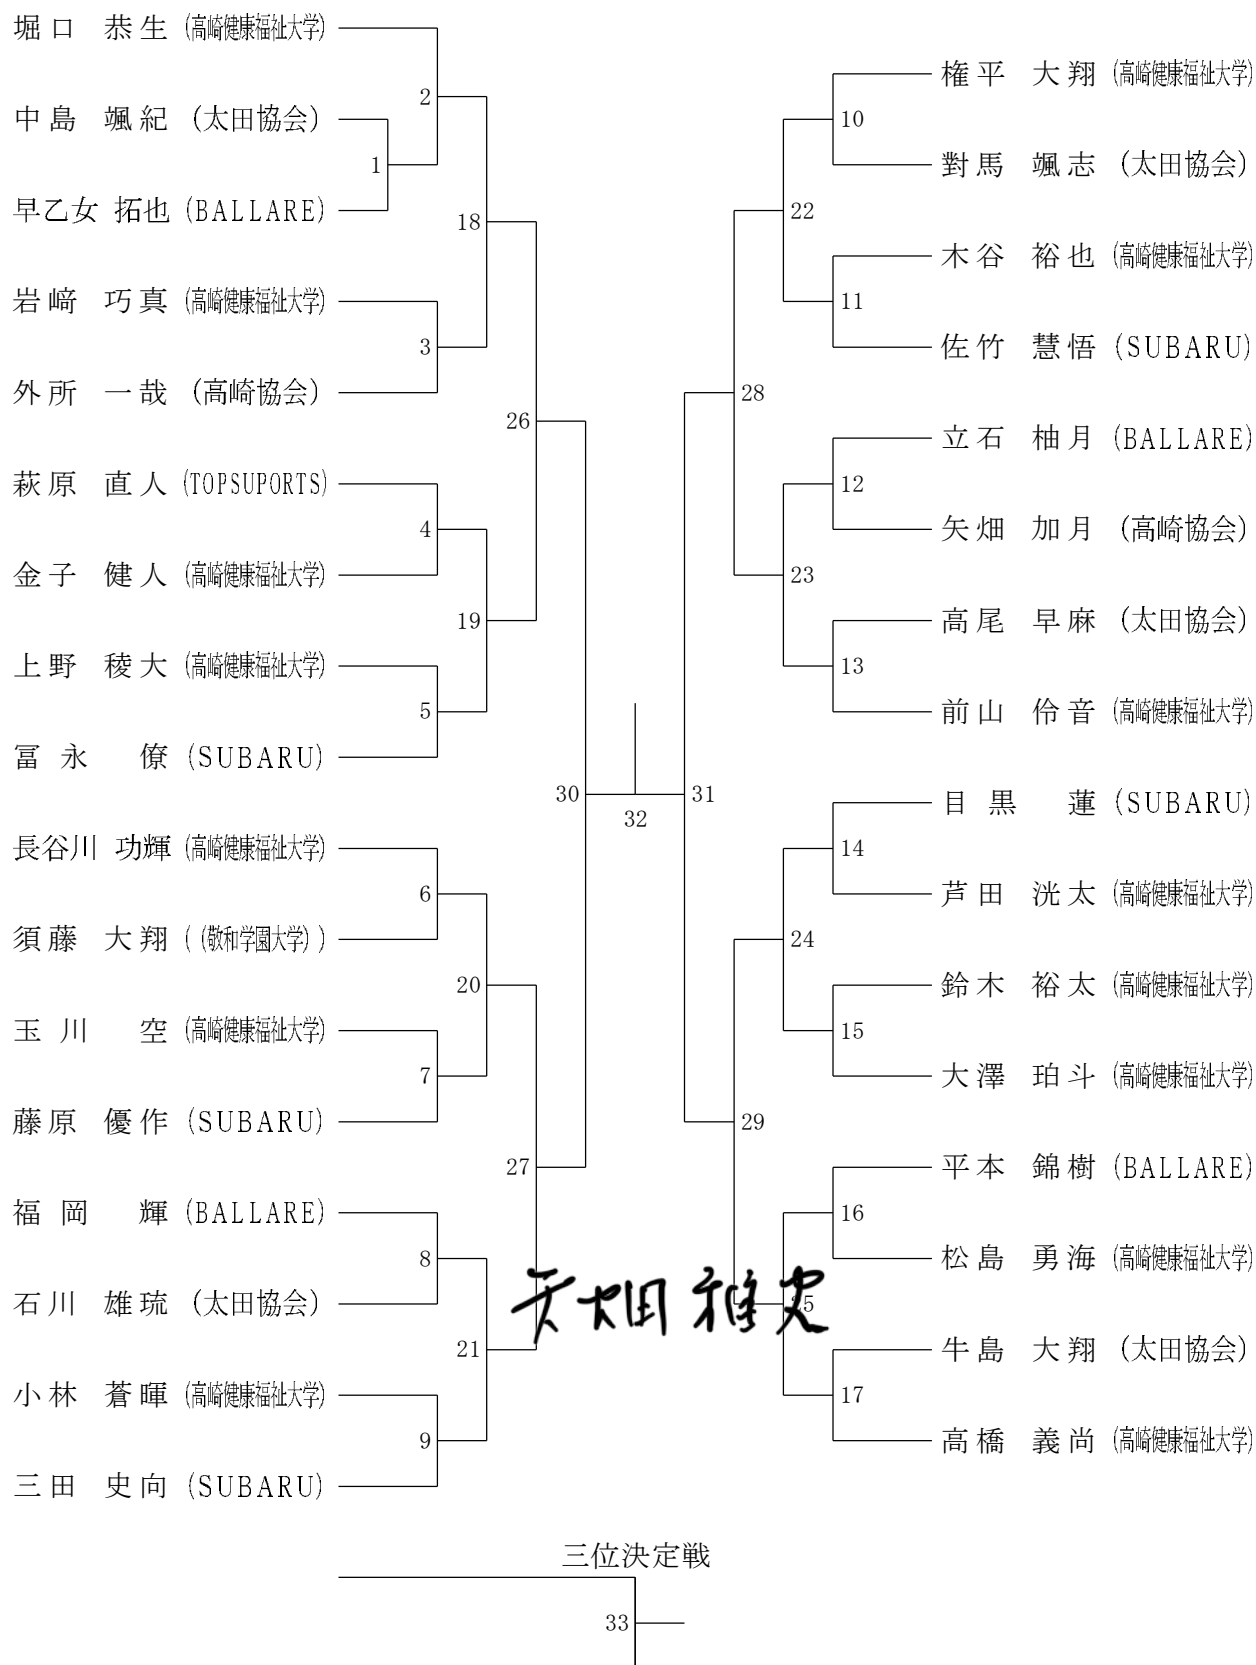 堀口 恭生 (高崎健康福祉大学)
中島 颯紀 (太田協会)
早乙女 拓也 (BALLARE)
岩﨑 巧真 (高崎健康福祉大学)
外所 一哉 (高崎協会)
萩原 直人 (TOPSUPORTS)
金子 健人 (高崎健康福祉大学)
上野 稜大 (高崎健康福祉大学)
冨永 僚 (SUBARU)
長谷川 功輝 (高崎健康福祉大学)
須藤 大翔 ( (敬和学園大学) )
玉川 空 (高崎健康福祉大学)
藤原 優作 (SUBARU)
福岡 輝 (BALLARE)
石川 雄琉 (太田協会)
小林 蒼暉 (高崎健康福祉大学)
三田 史向 (SUBARU)
1
2
3
4
5
6
7
8
9
18
19
20
21
26
27
30
32
31
28
29
22
23
24
25
10
11
12
13
14
15
16
17
権平 大翔 (高崎健康福祉大学)
對馬 颯志 (太田協会)
木谷 裕也 (高崎健康福祉大学)
佐竹 慧悟 (SUBARU)
立石 柚月 (BALLARE)
矢畑 加月 (高崎協会)
高尾 早麻 (太田協会)
前山 伶音 (高崎健康福祉大学)
目黒 蓮 (SUBARU)
芦田 洸太 (高崎健康福祉大学)
鈴木 裕太 (高崎健康福祉大学)
大澤 珀斗 (高崎健康福祉大学)
平本 錦樹 (BALLARE)
松島 勇海 (高崎健康福祉大学)
牛島 大翔 (太田協会)
高橋 義尚 (高崎健康福祉大学)
矢畑 雅史
三位決定戦
33